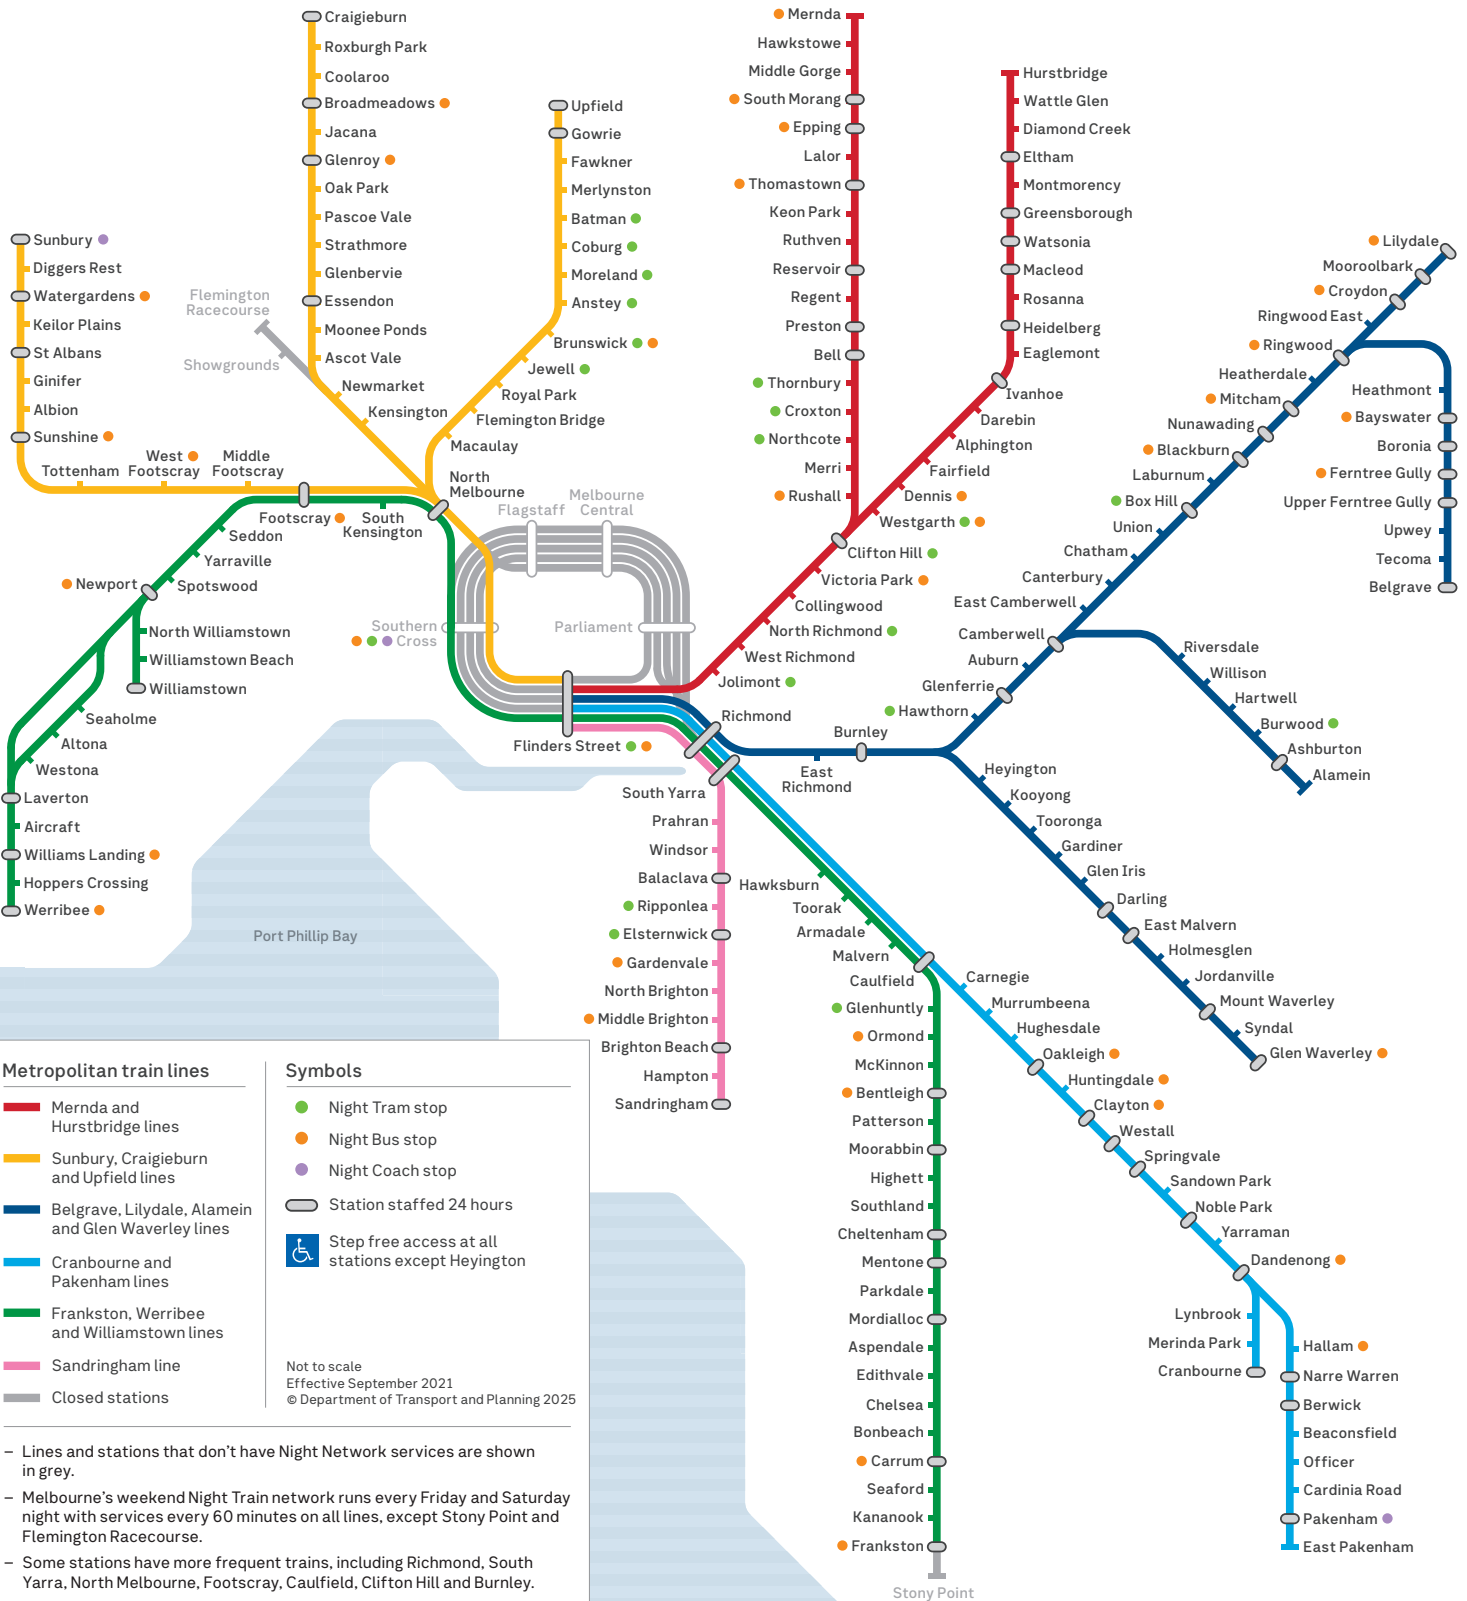 Craigieburn
Roxburgh Park
Coolaroo
Broadmeadows
Jacana
Glenroy
Oak Park
Pascoe Vale
Strathmore
Glenbervie
Essendon
Moonee Ponds
Ascot Vale
Newmarket
Kensington
Flemington
Racecourse
Showgrounds
Upfield
Gowrie
Fawkner
Merlynston
Batman
Coburg
Moreland
Anstey
Brunswick
Jewell
Royal Park
Flemington Bridge
Macaulay
Sunbury
Diggers Rest
Watergardens
Keilor Plains
St Albans
Ginifer
Albion
Sunshine
Tottenham
West
Footscray
Middle
Footscray
Footscray
South
Kensington
North
Melbourne
Seddon
Yarraville
Spotswood
Newport
North Williamstown
Williamstown Beach
Williamstown
Seaholme
Altona
Westona
Laverton
Aircraft
Williams Landing
Hoppers Crossing
Werribee
Flagstaff
Melbourne
Central
Southern
Cross
Parliament
Flinders Street
Mernda
Hawkstowe
Middle Gorge
South Morang
Epping
Lalor
Thomastown
Keon Park
Ruthven
Reservoir
Regent
Preston
Bell
Thornbury
Croxton
Northcote
Merri
Rushall
Hurstbridge
Wattle Glen
Diamond Creek
Eltham
Montmorency
Greensborough
Watsonia
Macleod
Rosanna
Heidelberg
Eaglemont
Ivanhoe
Darebin
Alphington
Fairfield
Dennis
Westgarth
Clifton Hill
Victoria Park
Collingwood
North Richmond
West Richmond
Jolimont
Richmond
Lilydale
Mooroolbark
Croydon
Ringwood East
Ringwood
Heatherdale
Mitcham
Nunawading
Blackburn
Laburnum
Box Hill
Union
Chatham
Canterbury
East Camberwell
Camberwell
Auburn
Glenferrie
Hawthorn
Burnley
East
Richmond
Heathmont
Bayswater
Boronia
Ferntree Gully
Upper Ferntree Gully
Upwey
Tecoma
Belgrave
Riversdale
Willison
Hartwell
Burwood
Ashburton
Alamein
Heyington
Kooyong
Tooronga
Gardiner
Glen Iris
Darling
East Malvern
Holmesglen
Jordanville
Mount Waverley
Syndal
Glen Waverley
South Yarra
Prahran
Windsor
Balaclava
Ripponlea
Elsternwick
Gardenvale
North Brighton
Middle Brighton
Brighton Beach
Hampton
Sandringham
Hawksburn
Toorak
Armadale
Malvern
Caulfield
Glenhuntly
Ormond
McKinnon
Bentleigh
Patterson
Moorabbin
Highett
Southland
Cheltenham
Mentone
Parkdale
Mordialloc
Aspendale
Edithvale
Chelsea
Bonbeach
Carrum
Seaford
Kananook
Frankston
Stony Point
Carnegie
Murrumbeena
Hughesdale
Oakleigh
Huntingdale
Clayton
Westall
Springvale
Sandown Park
Noble Park
Yarraman
Dandenong
Lynbrook
Merinda Park
Cranbourne
Hallam
Narre Warren
Berwick
Beaconsfield
Officer
Cardinia Road
Pakenham
East Pakenham
Port Phillip Bay
Metropolitan train lines
Mernda and
Hurstbridge lines
Sunbury, Craigieburn
and Upfield lines
Belgrave, Lilydale, Alamein
and Glen Waverley lines
Cranbourne and
Pakenham lines
Frankston, Werribee
and Williamstown lines
Sandringham line
Closed stations
Symbols
Night Tram stop
Night Bus stop
Night Coach stop
Station staffed 24 hours
Step free access at all
stations except Heyington
Not to scale
Effective September 2021
© Department of Transport and Planning 2025
– Lines and stations that don't have Night Network services are shown
in grey.
– Melbourne's weekend Night Train network runs every Friday and Saturday
night with services every 60 minutes on all lines, except Stony Point and
Flemington Racecourse.
– Some stations have more frequent trains, including Richmond, South
Yarra, North Melbourne, Footscray, Caulfield, Clifton Hill and Burnley.